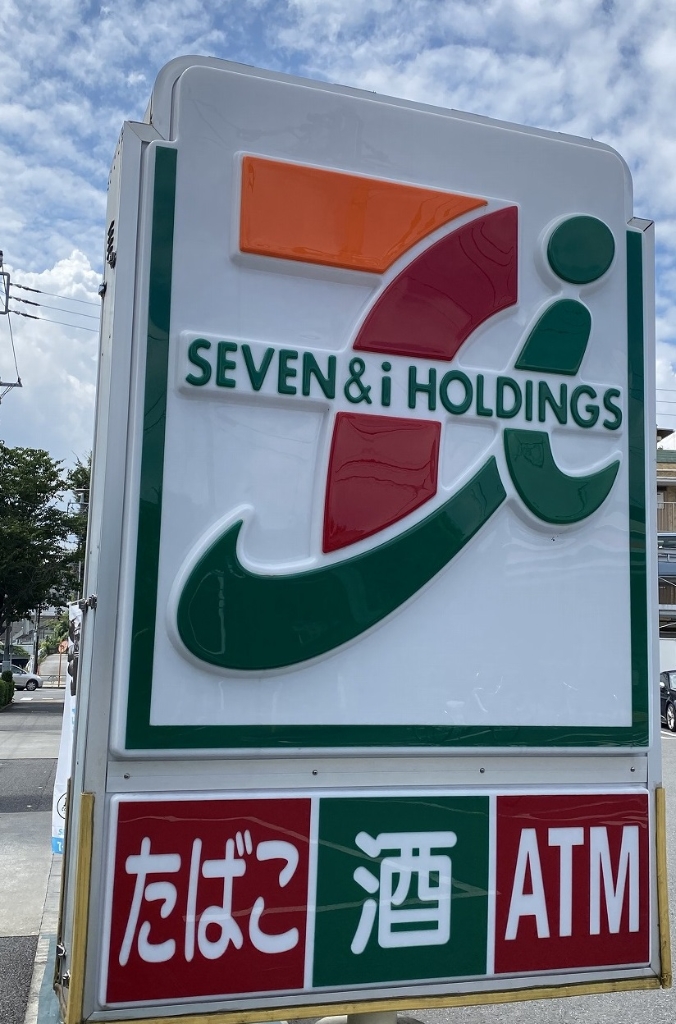 SEVEN & i HOLDINGS
たばこ
酒
ATM